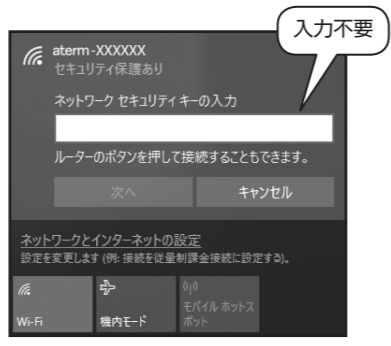 入力不要
aterm-XXXXXX
セキュリティ保護あり
ネットワーク セキュリティ キーの入力
ルーターのボタンを押して接続することもできます。
次へ
キャンセル
ネットワークとインターネットの設定
設定を変更します (例: 接続を従量制課金接続に設定する)。
Wi-Fi
機内モード
モバイル ホットス
ポット